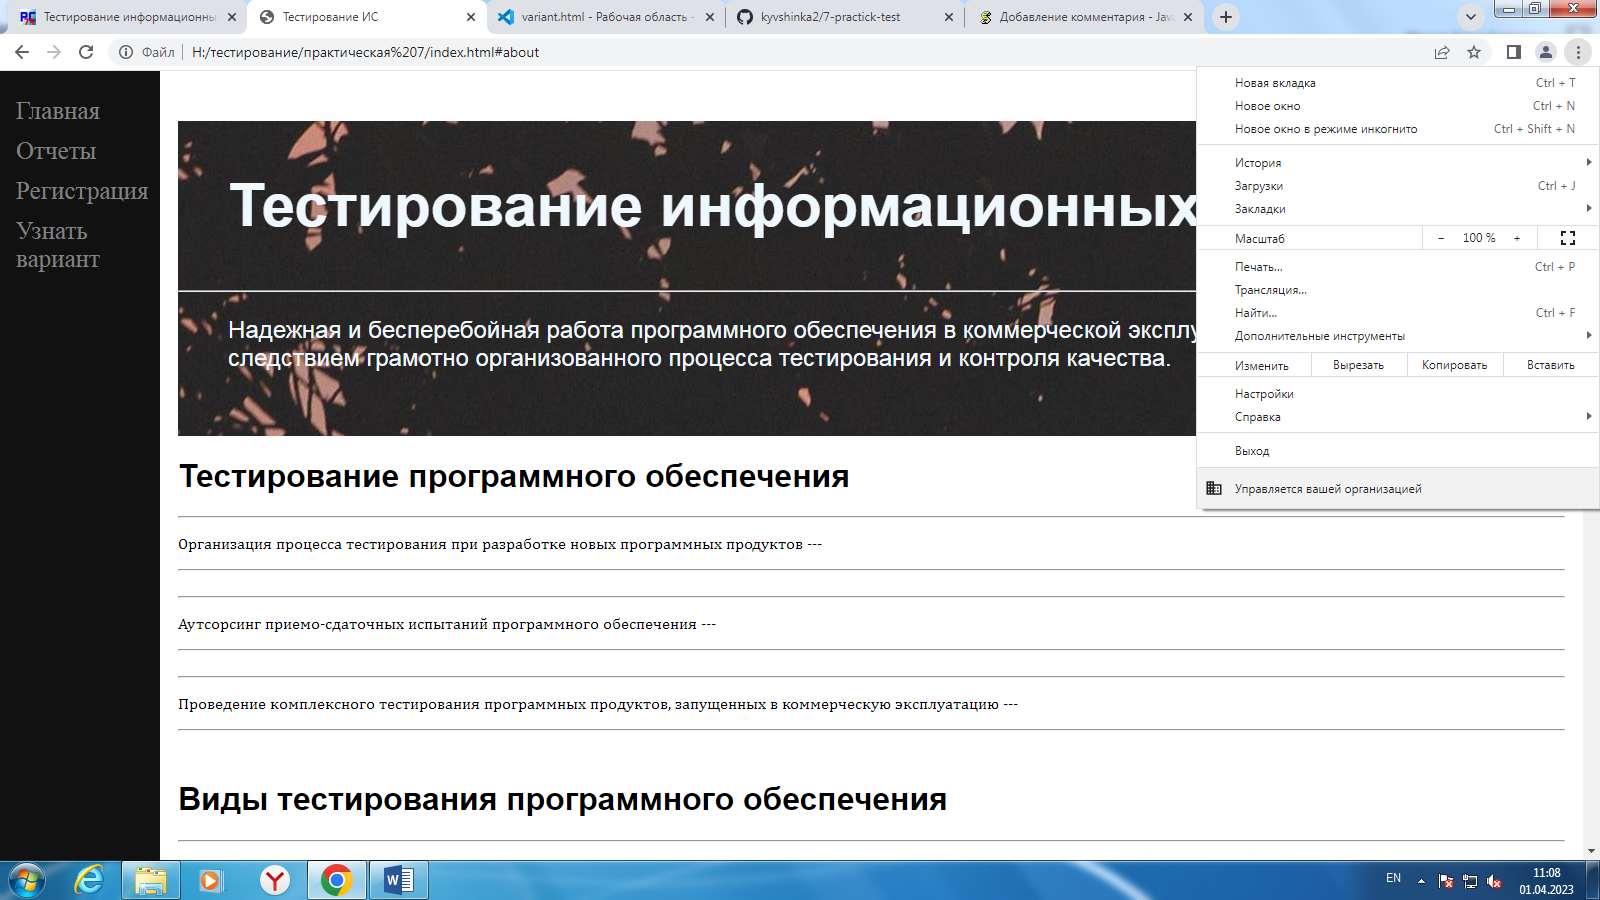 Тестирование информационны
Тестирование ИС
variant.html - Рабочая область -
kyvshinka2/7-practick-test
Добавление комментария - Jav
Файл
H:/тестирование/практическая%207/index.html#about
Главная
Отчеты
Регистрация
Узнать
вариант
Тестирование информационных
Надежная и бесперебойная работа программного обеспечения в коммерческой эксплу
следствием грамотно организованного процесса тестирования и контроля качества.
Тестирование программного обеспечения
Организация процесса тестирования при разработке новых программных продуктов ---
Аутсорсинг приемо-сдаточных испытаний программного обеспечения ---
Проведение комплексного тестирования программных продуктов, запущенных в коммерческую эксплуатацию ---
Виды тестирования программного обеспечения
Новая вкладка Ctrl + T
Новое окно Ctrl + N
Новое окно в режиме инкогнито Ctrl + Shift + N
История
Загрузки Ctrl + J
Закладки
Масштаб − 100 % +
Печать... Ctrl + P
Трансляция...
Найти... Ctrl + F
Дополнительные инструменты
Изменить Вырезать Копировать Вставить
Настройки
Справка
Выход
Управляется вашей организацией
EN
11:08
01.04.2023